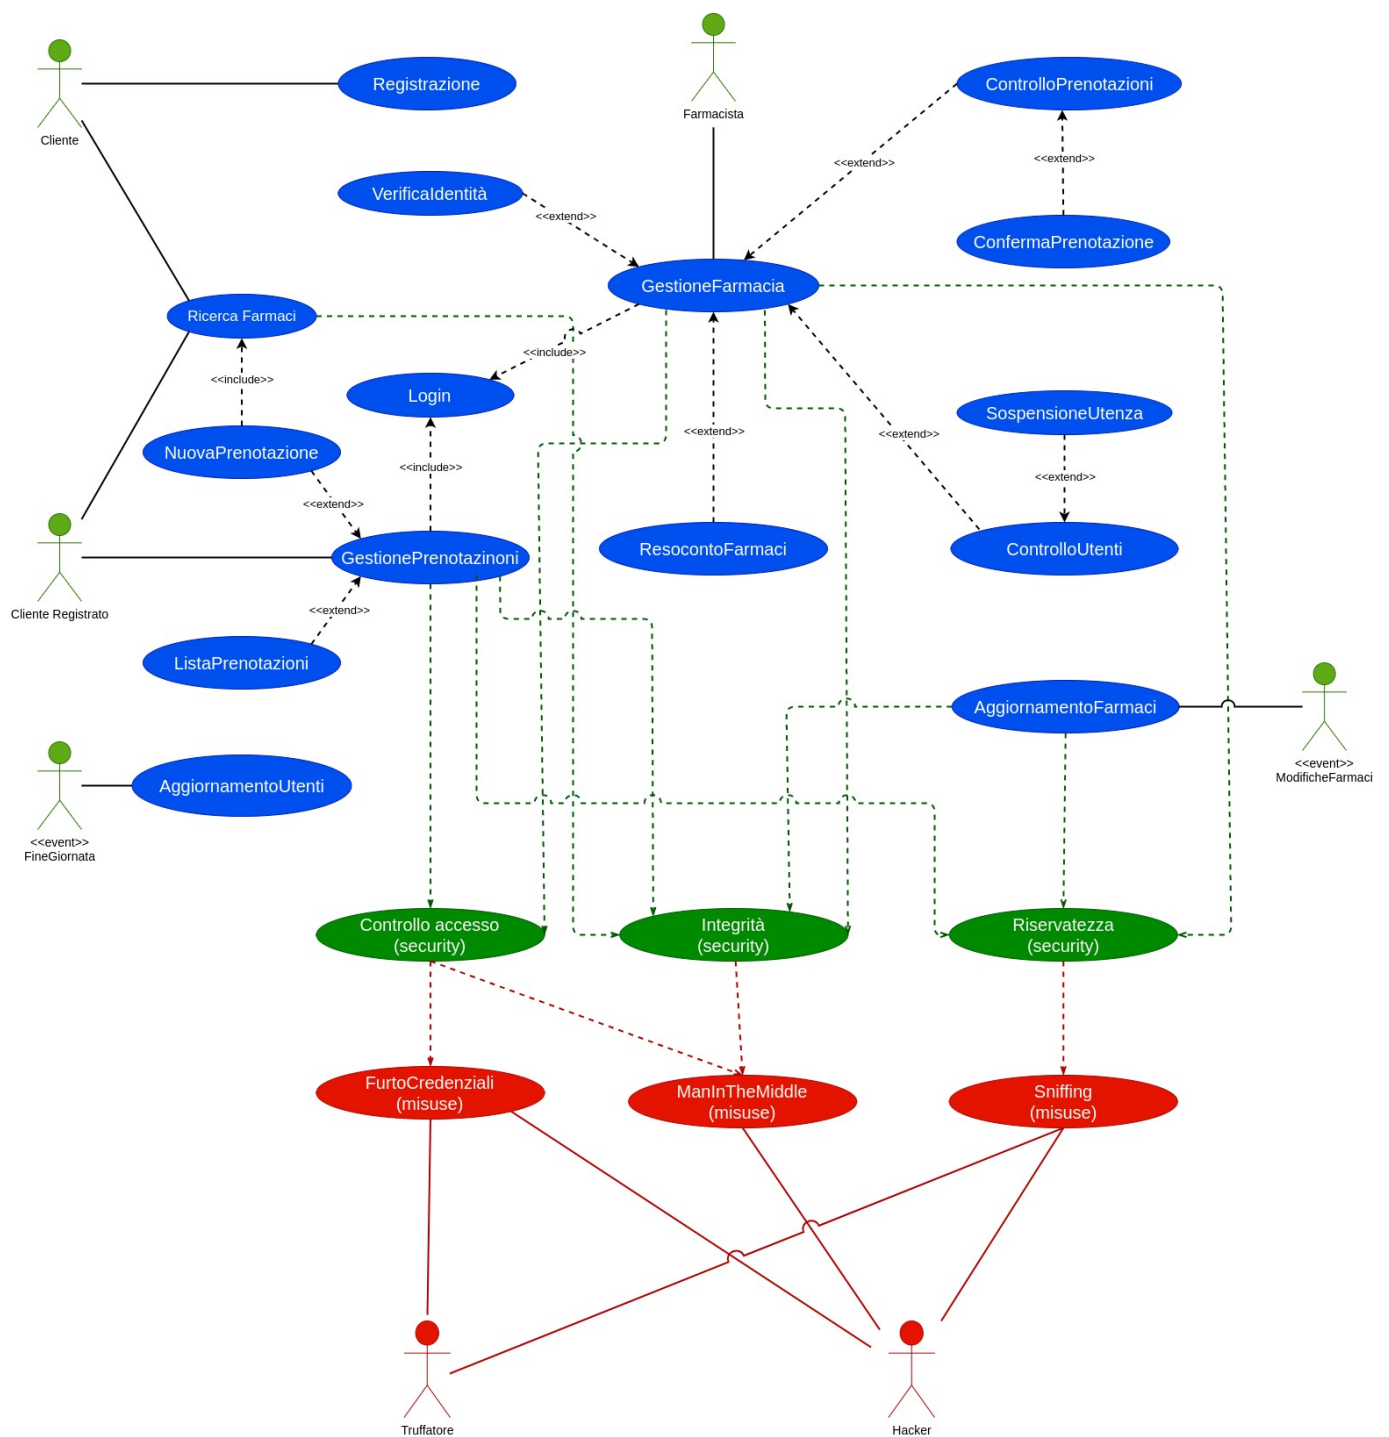 Registrazione
ControlloPrenotazioni
Farmacista
Cliente
<<extend>>
<<extend>>
VerificaIdentità
<<extend>>
ConfermaPrenotazione
GestioneFarmacia
Ricerca Farmaci
<<include>>
<<include>>
Login
SospensioneUtenza
<<extend>>
<<extend>>
NuovaPrenotazione
<<include>>
<<extend>>
<<extend>>
GestionePrenotazinoni
ResocontoFarmaci
ControlloUtenti
Cliente Registrato
<<extend>>
ListaPrenotazioni
AggiornamentoFarmaci
<<event>>
ModificheFarmaci
AggiornamentoUtenti
<<event>>
FineGiornata
Controllo accesso
(security)
Integrità
(security)
Riservatezza
(security)
FurtoCredenziali
(misuse)
ManInTheMiddle
(misuse)
Sniffing
(misuse)
Truffatore
Hacker